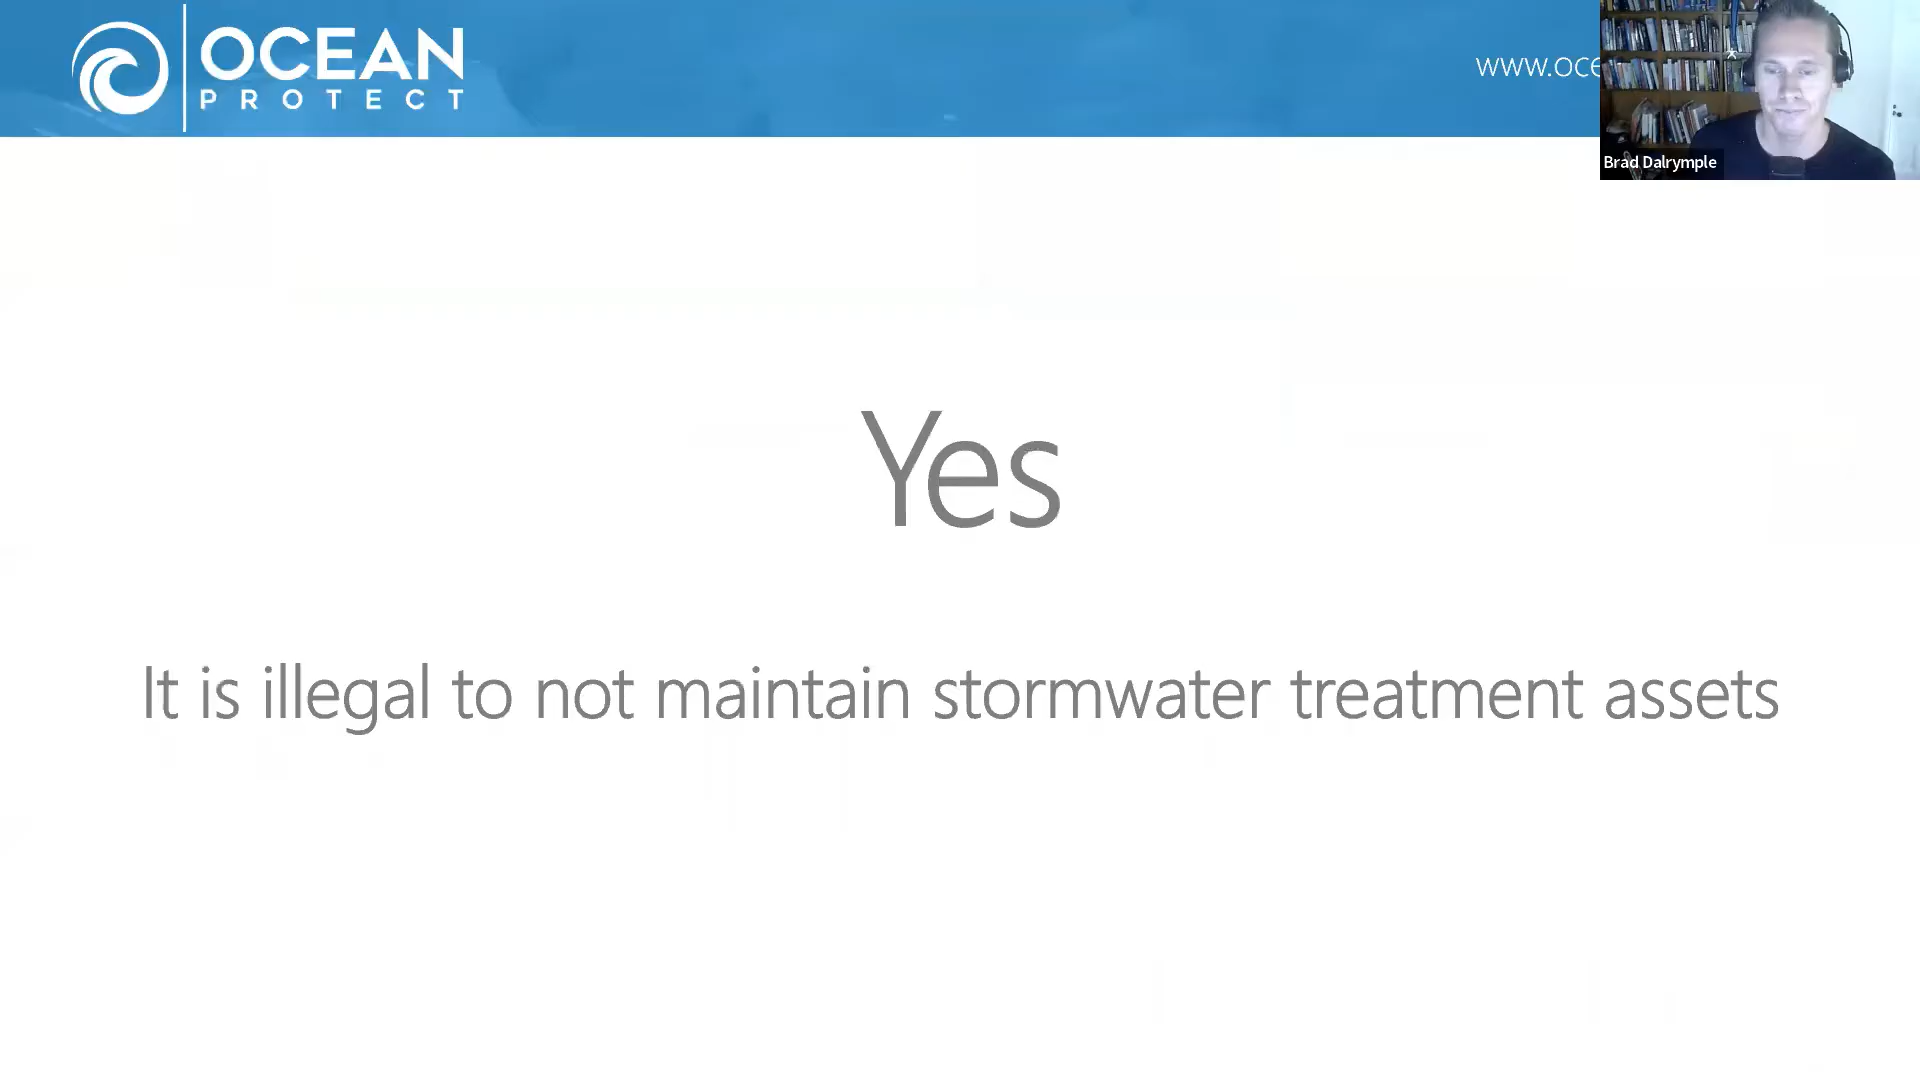 OCEAN
PROTECT
www.oce
Brad Dalrymple
Yes
It is illegal to not maintain stormwater treatment assets